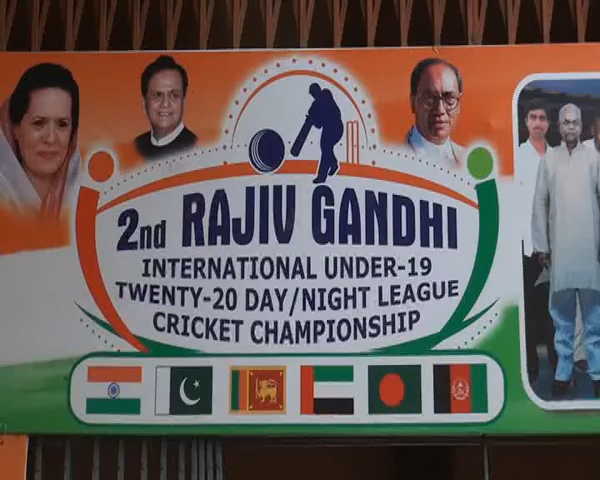 2nd RAJIV GANDHI
INTERNATIONAL UNDER-19
TWENTY-20 DAY/NIGHT LEAGUE
CRICKET CHAMPIONSHIP